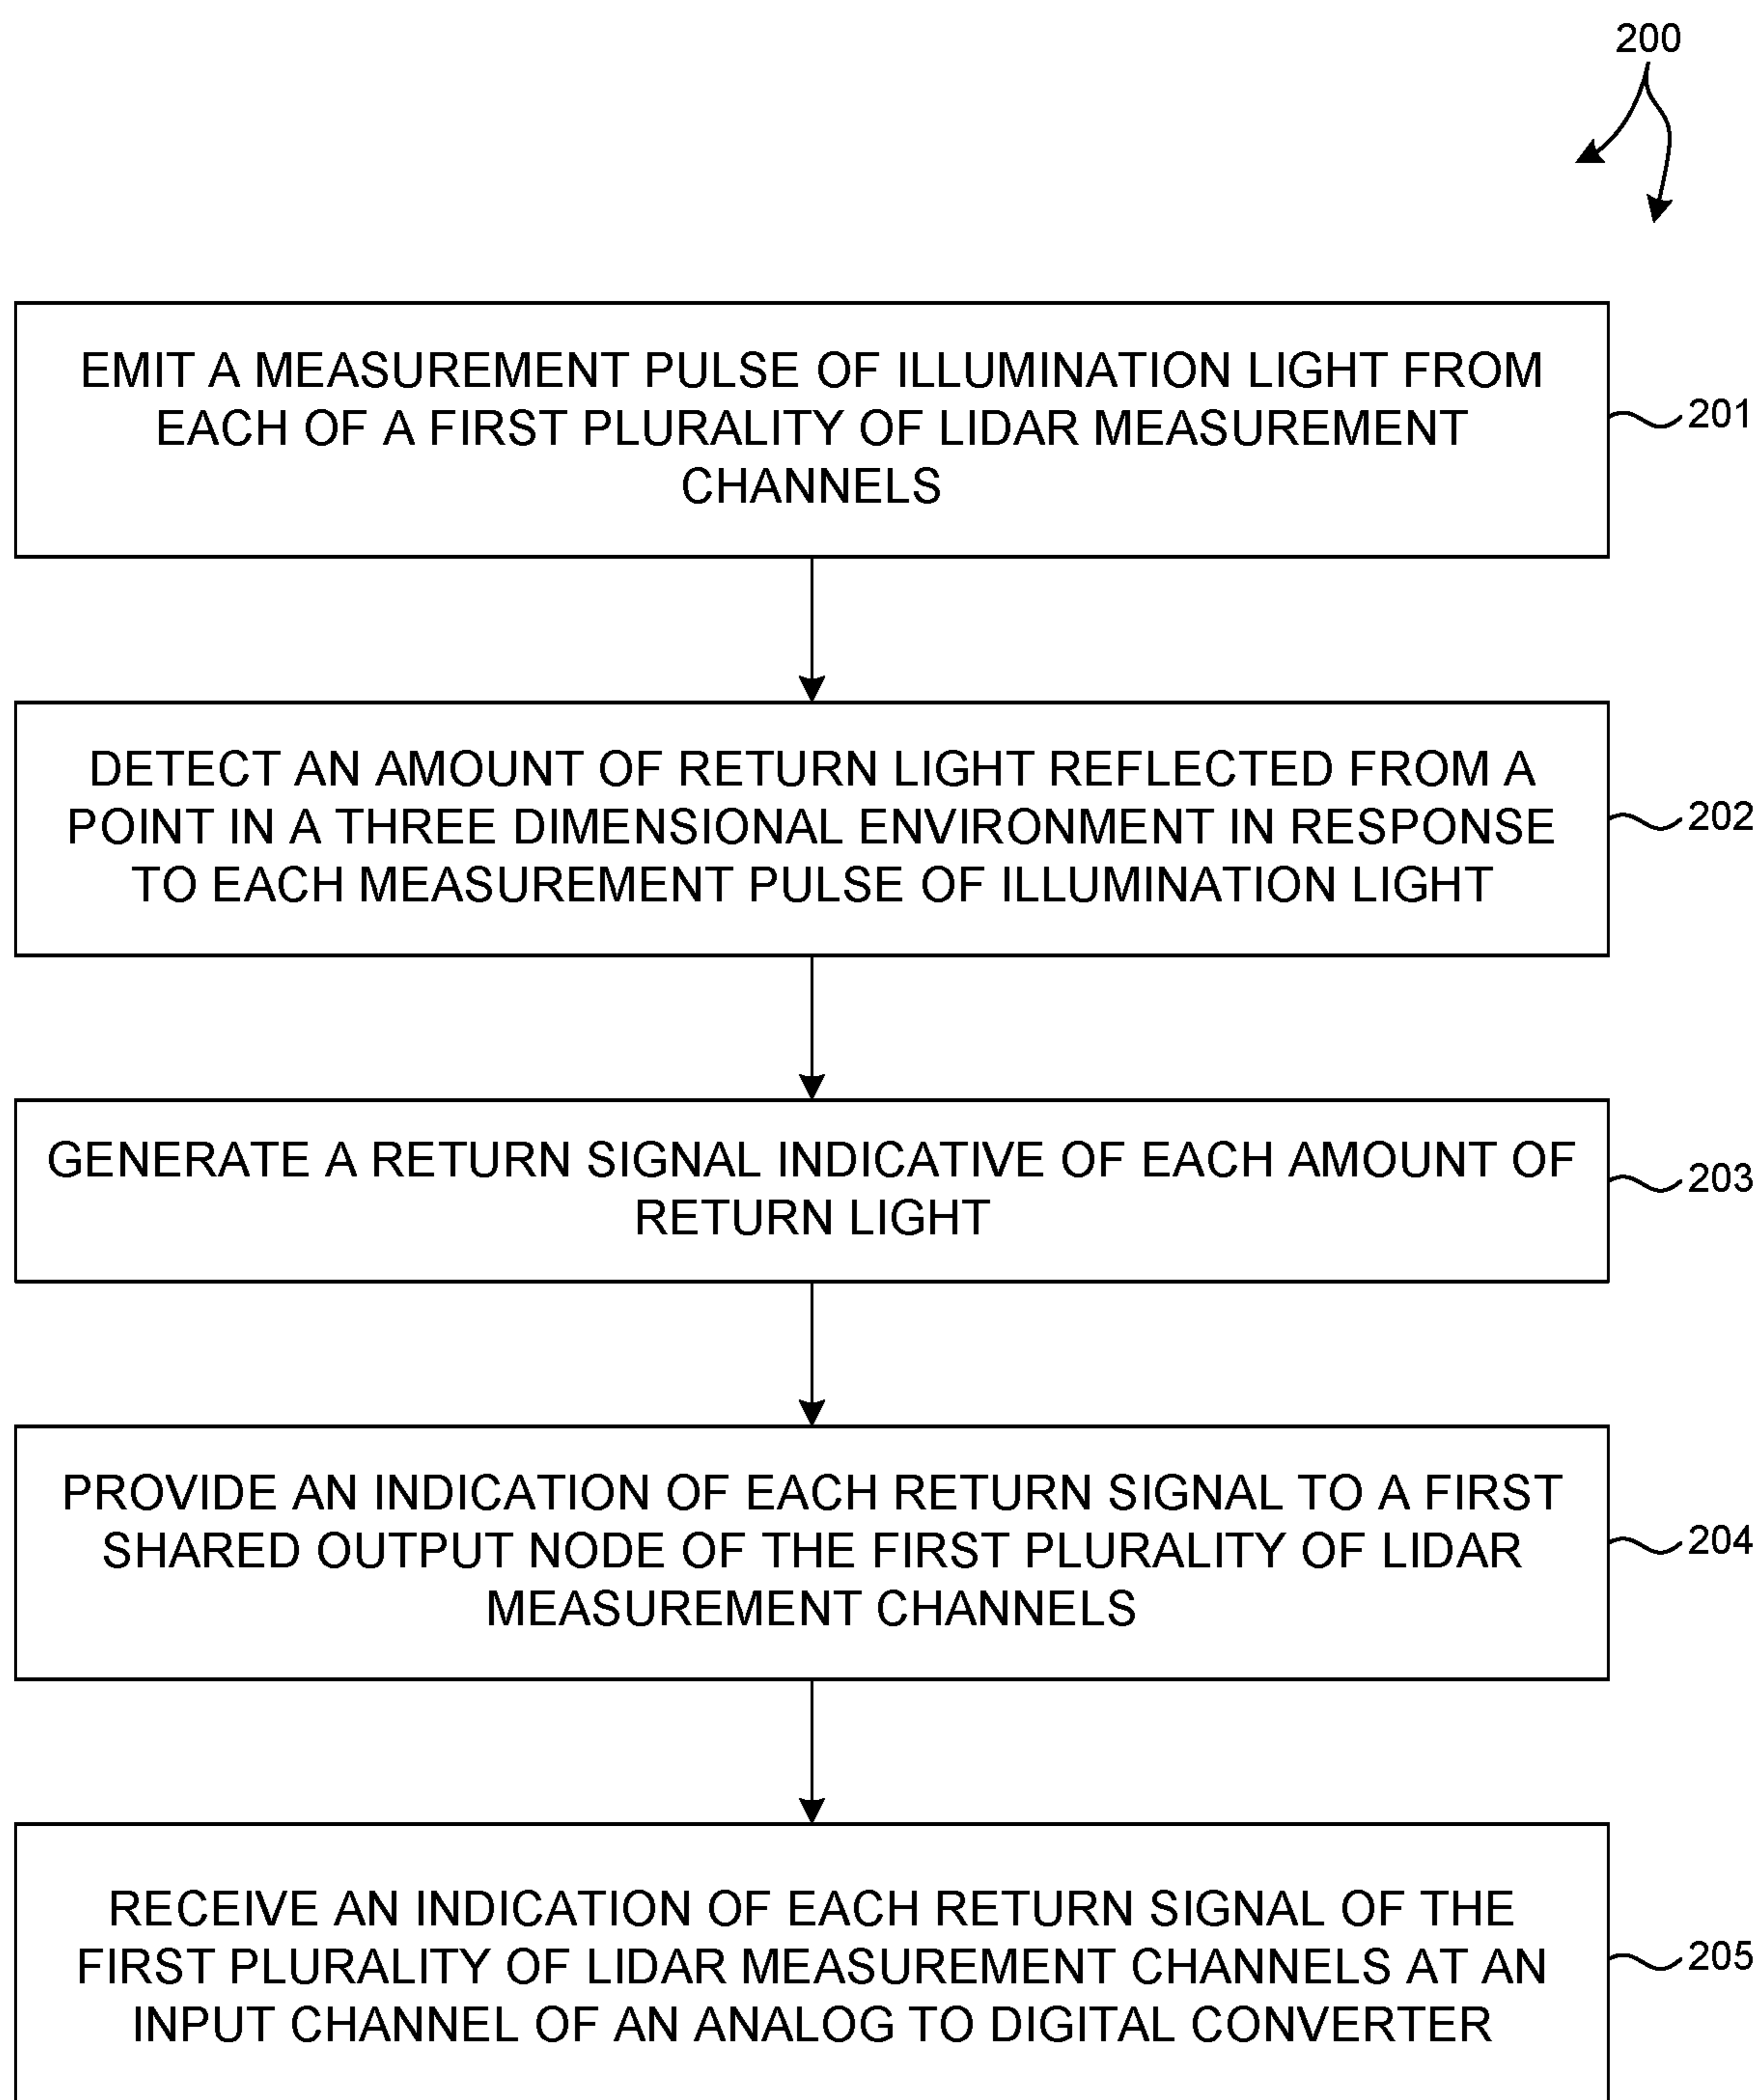 200
EMIT A MEASUREMENT PULSE OF ILLUMINATION LIGHT FROM
EACH OF A FIRST PLURALITY OF LIDAR MEASUREMENT
CHANNELS
201
DETECT AN AMOUNT OF RETURN LIGHT REFLECTED FROM A
POINT IN A THREE DIMENSIONAL ENVIRONMENT IN RESPONSE
TO EACH MEASUREMENT PULSE OF ILLUMINATION LIGHT
202
GENERATE A RETURN SIGNAL INDICATIVE OF EACH AMOUNT OF
RETURN LIGHT
203
PROVIDE AN INDICATION OF EACH RETURN SIGNAL TO A FIRST
SHARED OUTPUT NODE OF THE FIRST PLURALITY OF LIDAR
MEASUREMENT CHANNELS
204
RECEIVE AN INDICATION OF EACH RETURN SIGNAL OF THE
FIRST PLURALITY OF LIDAR MEASUREMENT CHANNELS AT AN
INPUT CHANNEL OF AN ANALOG TO DIGITAL CONVERTER
205